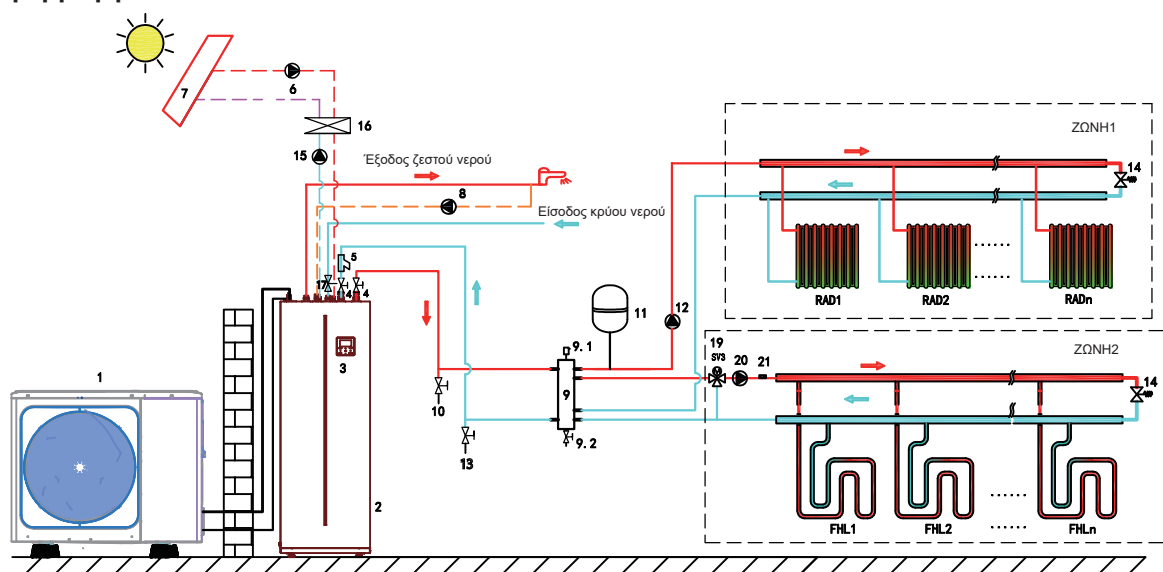 ΖΩΝΗ1
7
6
16
15
Έξοδος ζεστού νερού
14
8
Είσοδος κρύου νερού
5
17
4
4
RAD1
RAD2
......
......
RADn
11
12
9.1
19
SV3
20
21
ΖΩΝΗ2
3
1
9
14
10
9.2
13
2
FHL1
FHL2
......
......
FHLn